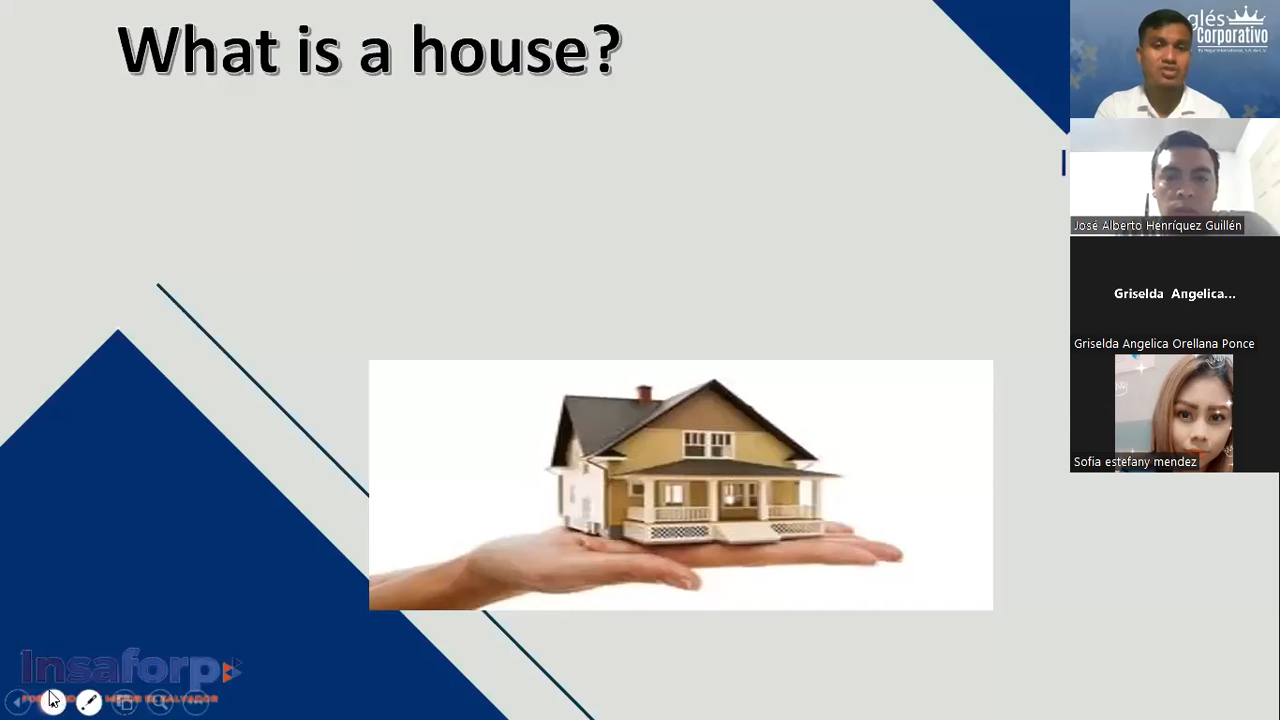 What is a house?
glés
Corporativo
José Alberto Henríquez Guillén
Griselda Angelica...
Griselda Angelica Orellana Ponce
Sofia estefany mendez
Insaforp